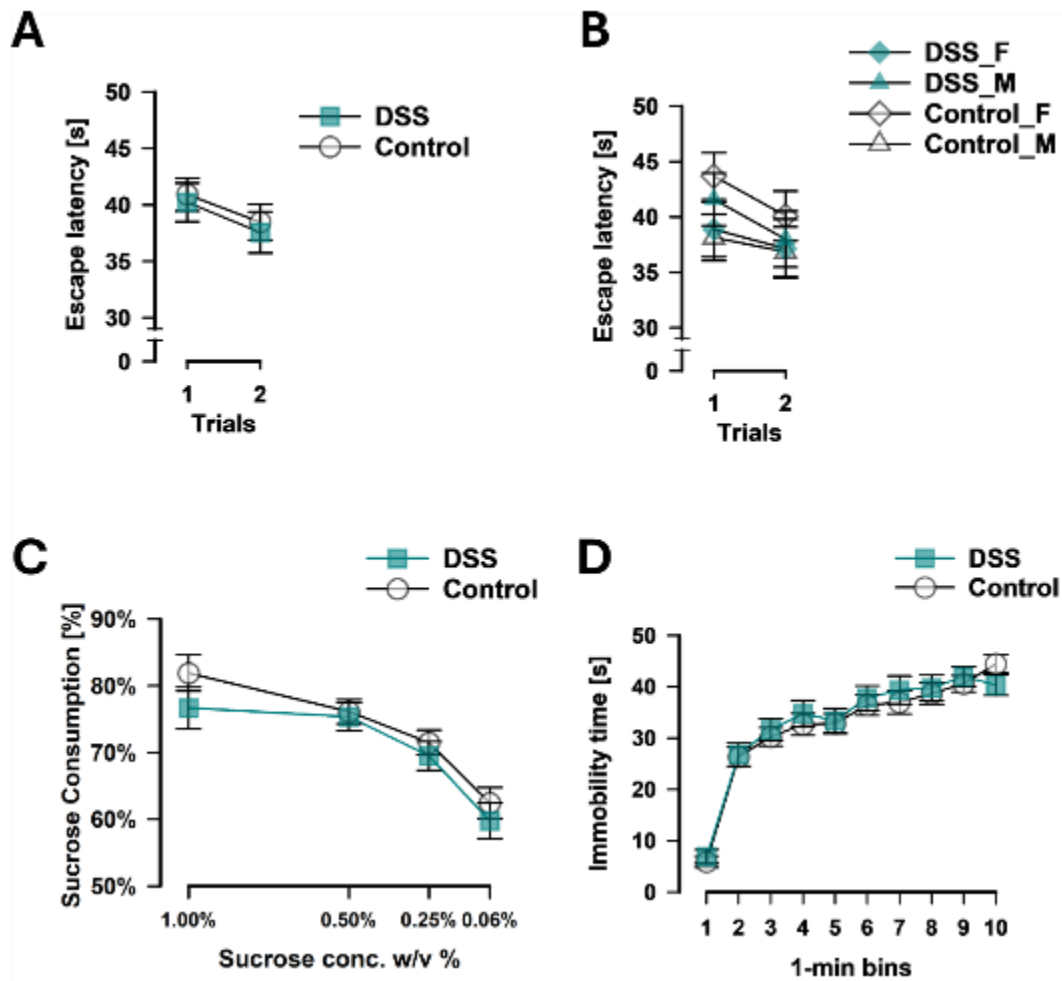 A
DSS
Control
Escape latency [s]
50
45
40
35
30
0
1 2
Trials
B
DSS_F
DSS_M
Control_F
Control_M
Escape latency [s]
50
45
40
35
30
0
1 2
Trials
C
DSS
Control
Sucrose Consumption [%]
90%
80%
70%
60%
50%
1.00% 0.50% 0.25% 0.06%
Sucrose conc. w/v %
D
DSS
Control
Immobility time [s]
50
40
30
20
10
0
1 2 3 4 5 6 7 8 9 10
1-min bins